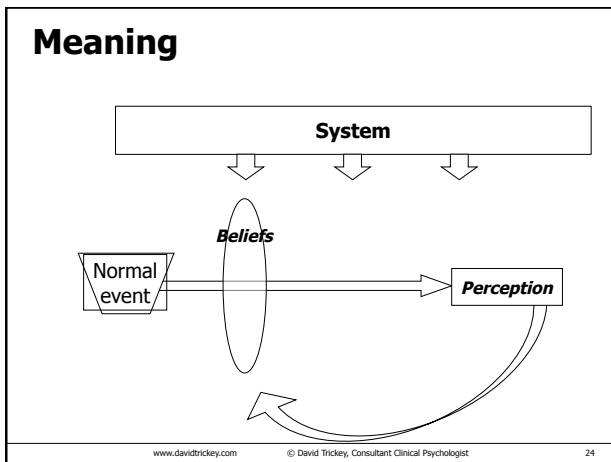 Meaning
System
Beliefs
Normal
event
Perception
www.davidtrickey.com © David Trickey, Consultant Clinical Psychologist 24